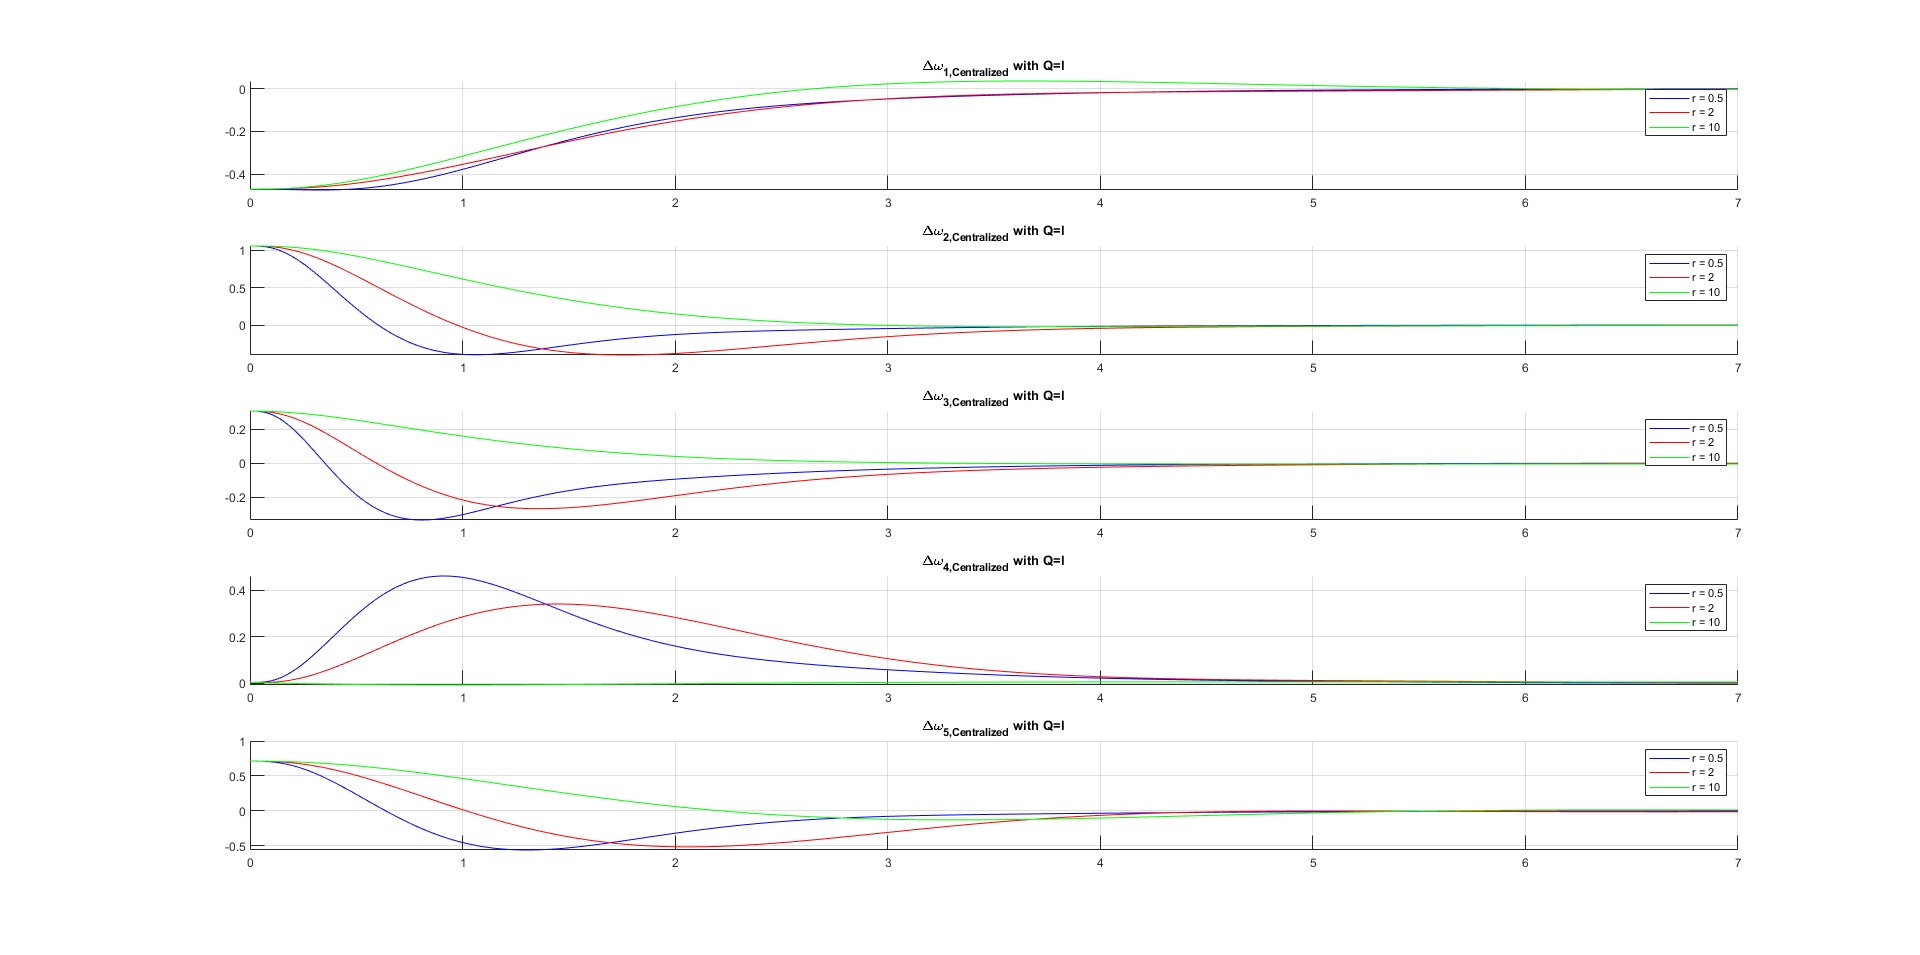 Δω1,Centralized with Q=I
0
-0.2
-0.4
0 1 2 3 4 5 6 7
r = 0.5
r = 2
r = 10
Δω2,Centralized with Q=I
1
0.5
0
0 1 2 3 4 5 6 7
r = 0.5
r = 2
r = 10
Δω3,Centralized with Q=I
0.2
0
-0.2
0 1 2 3 4 5 6 7
r = 0.5
r = 2
r = 10
Δω4,Centralized with Q=I
0.4
0.2
0
0 1 2 3 4 5 6 7
r = 0.5
r = 2
r = 10
Δω5,Centralized with Q=I
1
0.5
0
-0.5
0 1 2 3 4 5 6 7
r = 0.5
r = 2
r = 10